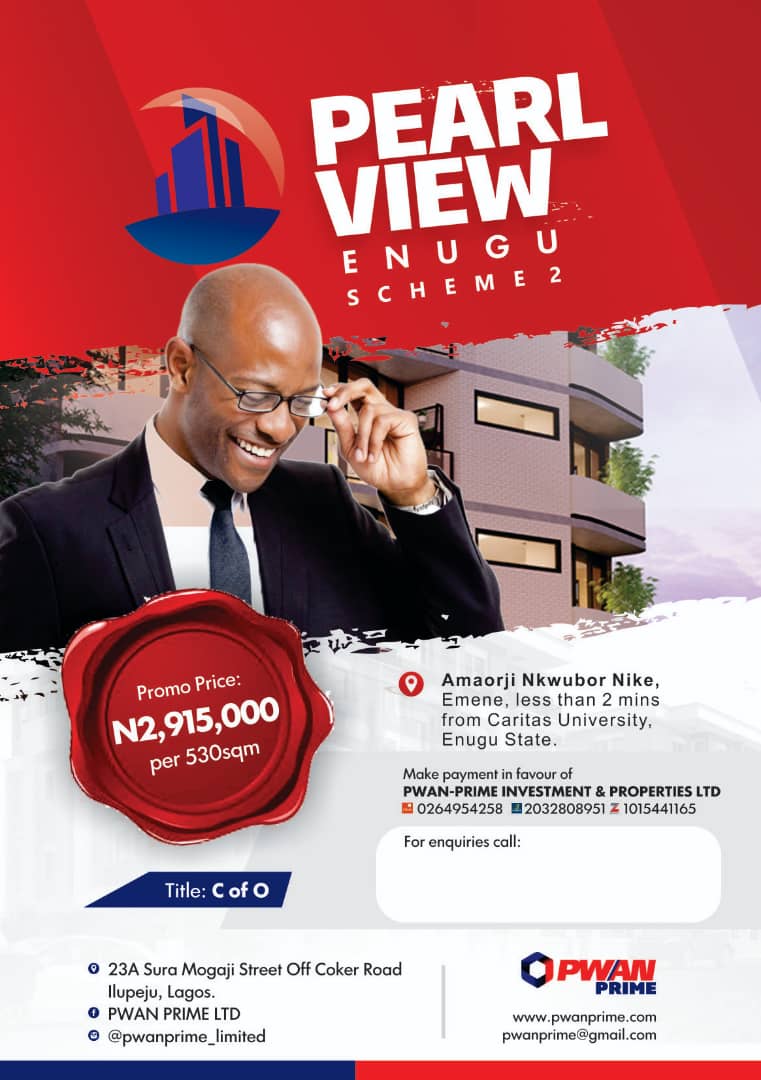 PEARL
VIEW
ENUGU
SCHEME 2
Promo Price:
N2,915,000
per 530sqm
Amaorji Nkwubor Nike,
Emene, less than 2 mins
from Caritas University,
Enugu State.
Make payment in favour of
PWAN-PRIME INVESTMENT & PROPERTIES LTD
0264954258 2032808951 1015441165
For enquiries call:
Title: C of O
23A Sura Mogaji Street Off Coker Road
Ilupeju, Lagos.
PWAN PRIME LTD
@pwanprime_limited
PWAN
PRIME
www.pwanprime.com
pwanprime@gmail.com